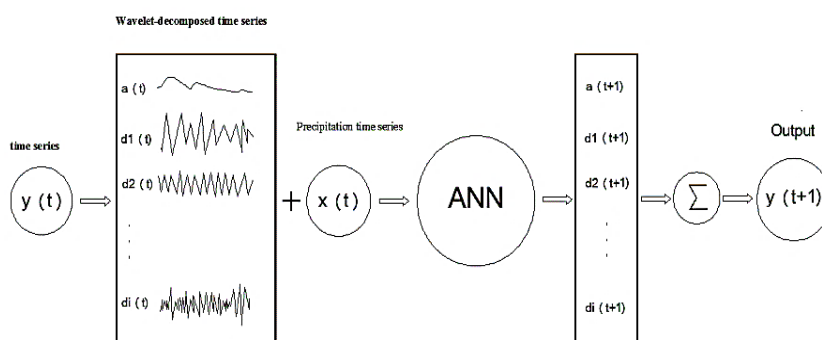 Wavelet-decomposed time series
time series
y (t)
a (t)
d1 (t)
d2 (t)
di (t)
+
Precipitation time series
x (t)
ANN
a (t+1)
d1 (t+1)
d2 (t+1)
di (t+1)
∑
Output
y (t+1)